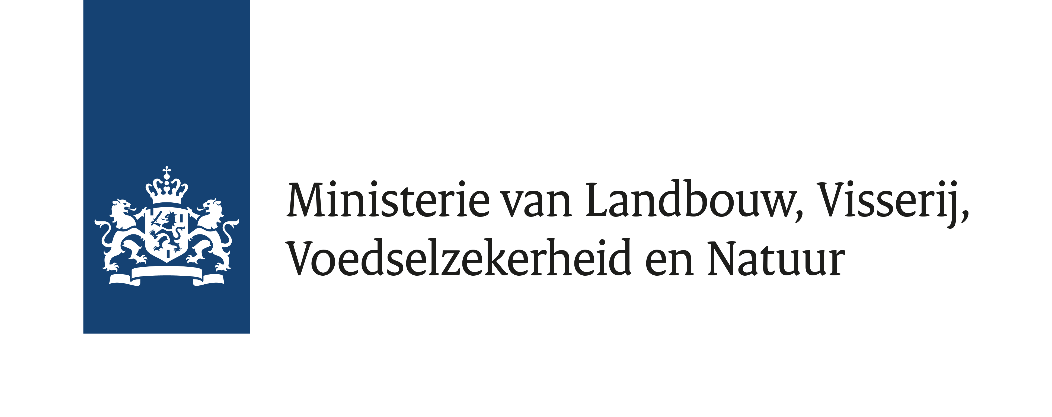 Ministerie van Landbouw, Visserij,
Voedselzekerheid en Natuur